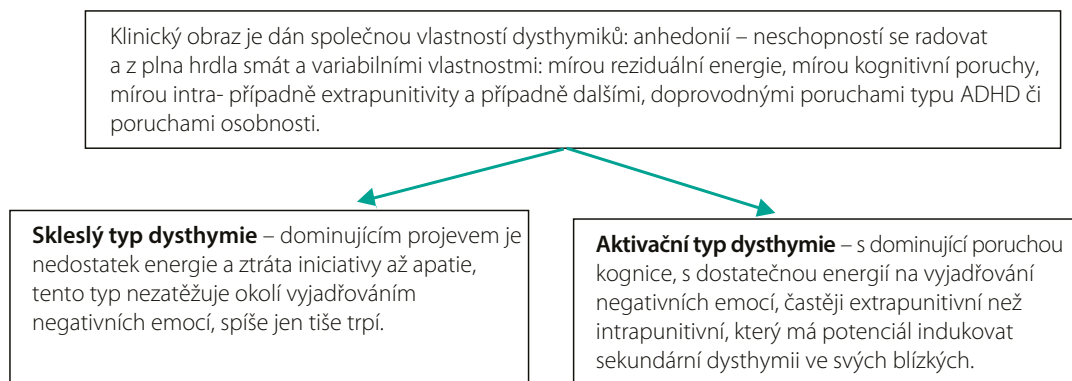 Klinický obraz je dán společnou vlastností dysthymiků: anhedonií – neschopností se radovat
a z plna hrdla smát a variabilními vlastnostmi: mírou reziduální energie, mírou kognitivní poruchy,
mírou intra- případně extrapunitivity a případně dalšími, doprovodnými poruchami typu ADHD či
poruchami osobnosti.
Skleslý typ dysthymie – dominujícím projevem je
nedostatek energie a ztráta iniciativy až apatie,
tento typ nezatěžuje okolí vyjadřováním
negativních emocí, spíše jen tiše trpí.
Aktivační typ dysthymie – s dominující poruchou
kognice, s dostatečnou energií na vyjadřování
negativních emocí, častěji extrapunitivní než
intrapunitivní, který má potenciál indukovat
sekundární dysthymii ve svých blízkých.